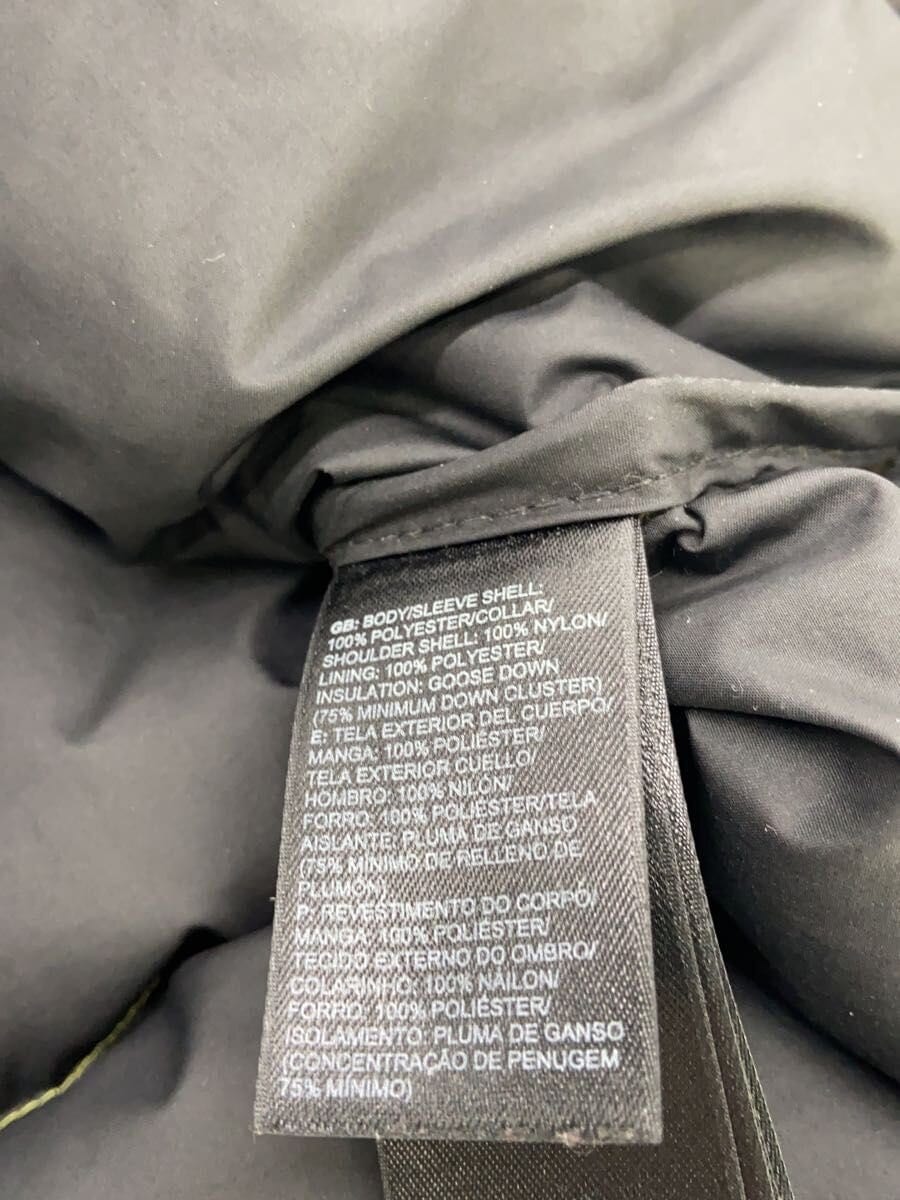 GB: BODY/SLEEVE SHELL:
100% POLYESTER/COLLAR/
SHOULDER SHELL: 100% NYLON/
LINING: 100% POLYESTER/
INSULATION: GOOSE DOWN
(75% MINIMUM DOWN CLUSTER)
E: TELA EXTERIOR DEL CUERPO/
MANGA: 100% POLIÉSTER/
TELA EXTERIOR CUELLO/
HOMBRO: 100% NILON/
FORRO: 100% POLIÉSTER/TELA
AISLANTE: PLUMA DE GANSO
(75% MÍNIMO DE RELLENO DE
PLUMÓN)
P: REVESTIMENTO DO CORPO/
MANGA: 100% POLIÉSTER/
TECIDO EXTERNO DO OMBRO/
COLARINHO: 100% NÁILON/
FORRO: 100% POLIÉSTER/
ISOLAMENTO: PLUMA DE GANSO
(CONCENTRAÇÃO DE PENUGEM
75% MÍNIMO)